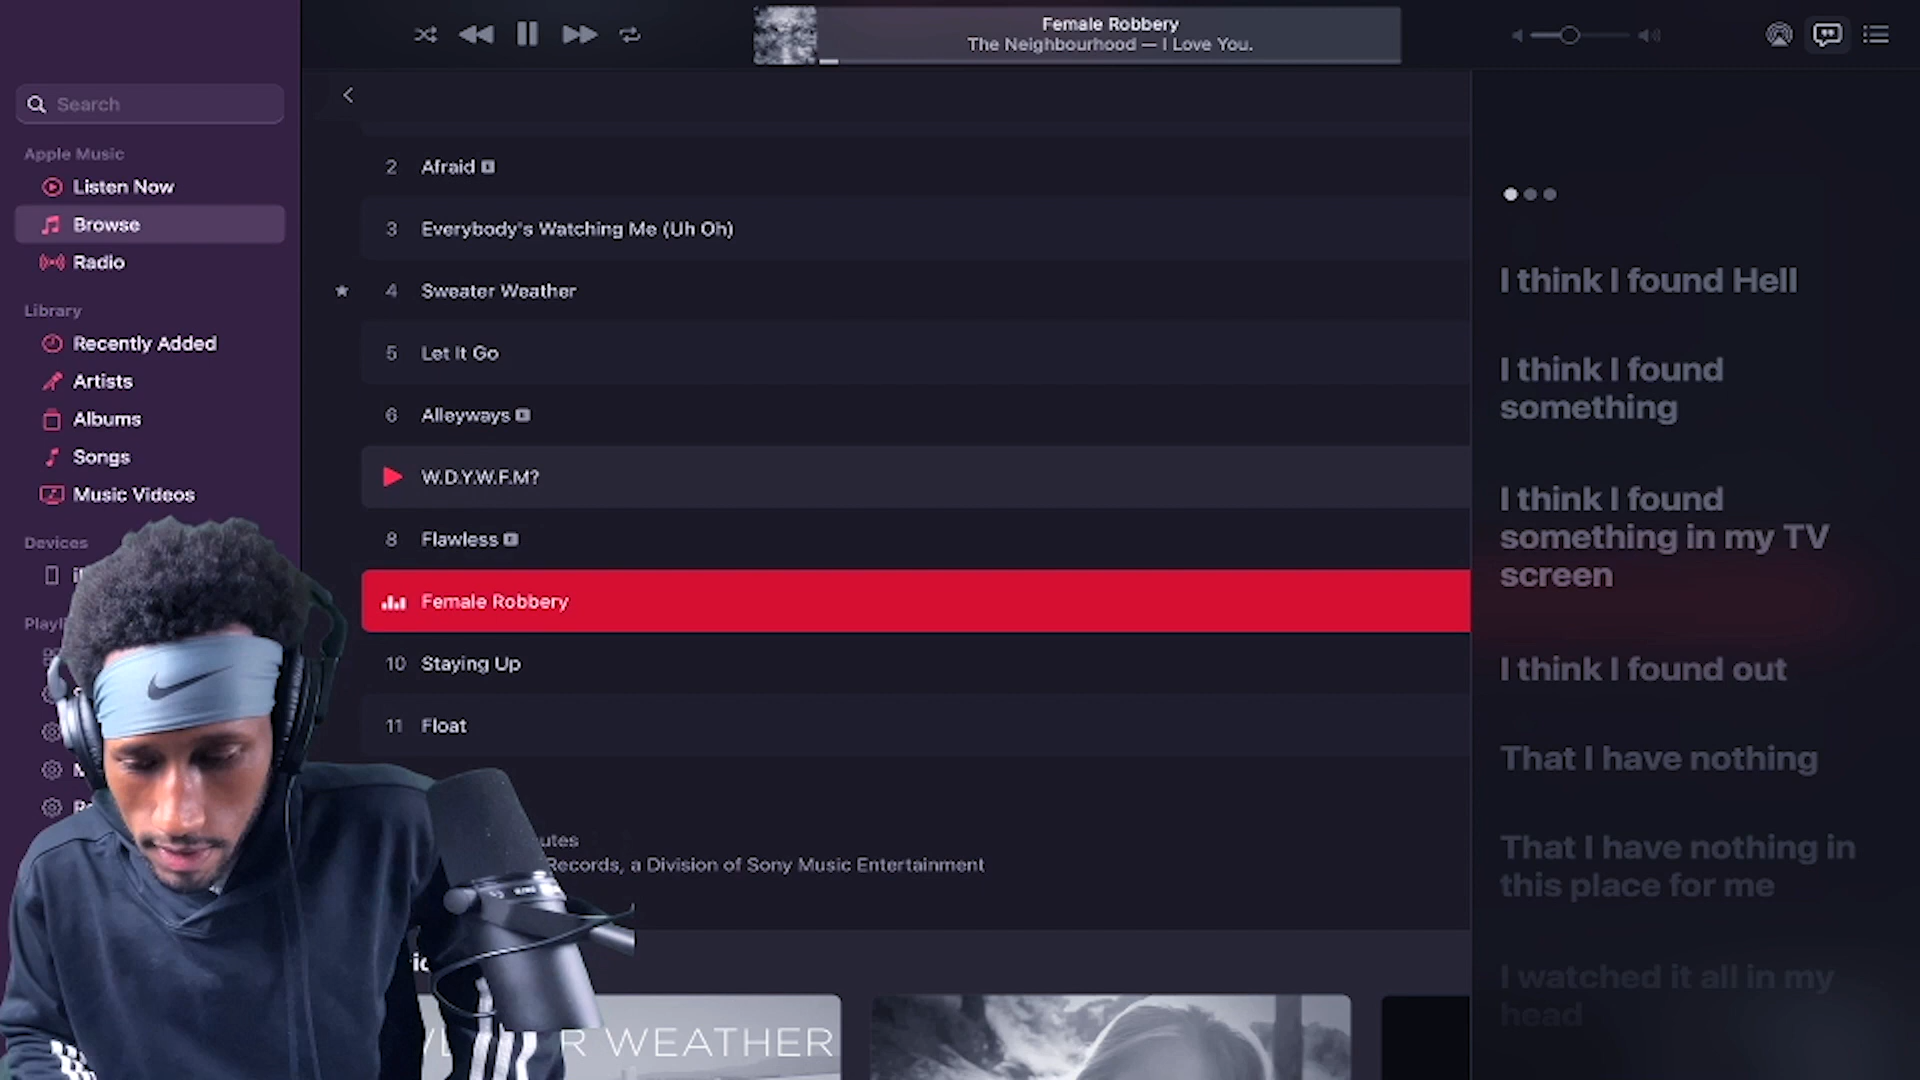 Female Robbery
The Neighbourhood — I Love You.
Search
Apple Music
Listen Now
Browse
Radio
Library
Recently Added
Artists
Albums
Songs
Music Videos
Devices
2 Afraid E
3 Everybody's Watching Me (Uh Oh)
4 Sweater Weather
5 Let It Go
6 Alleyways E
W.D.Y.W.F.M?
8 Flawless E
Female Robbery
10 Staying Up
11 Float
utes
Records, a Division of Sony Music Entertainment
R WEATHER
I think I found Hell
I think I found
something
I think I found
something in my TV
screen
I think I found out
That I have nothing
That I have nothing in
this place for me
I watched it all in my
head